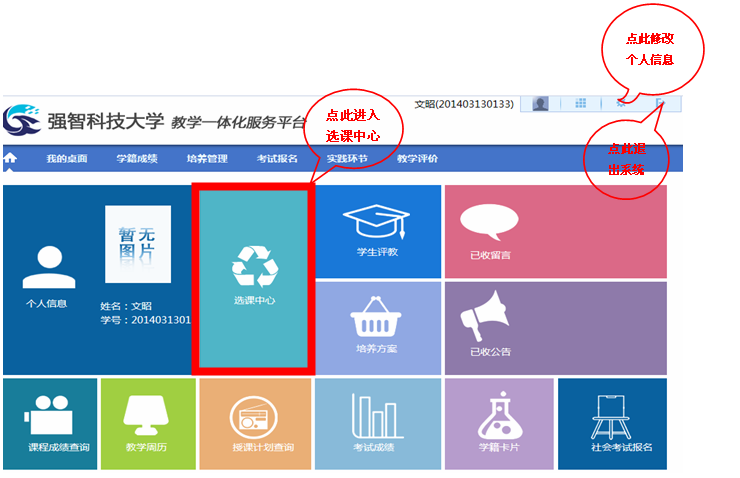 点此修改
个人信息
文昭(201403130133)
点此进入
选课中心
强智科技大学 教学一体化服务平台
点此退
出系统
我的桌面 学籍成绩 培养管理 考试报名 实践环节 教学评价
暂无
图片
个人信息
姓名：文昭
学号：2014031301
选课中心
学生评教
已收留言
培养方案
已收公告
课程成绩查询
教学周历
授课计划查询
考试成绩
学籍卡片
社会考试报名